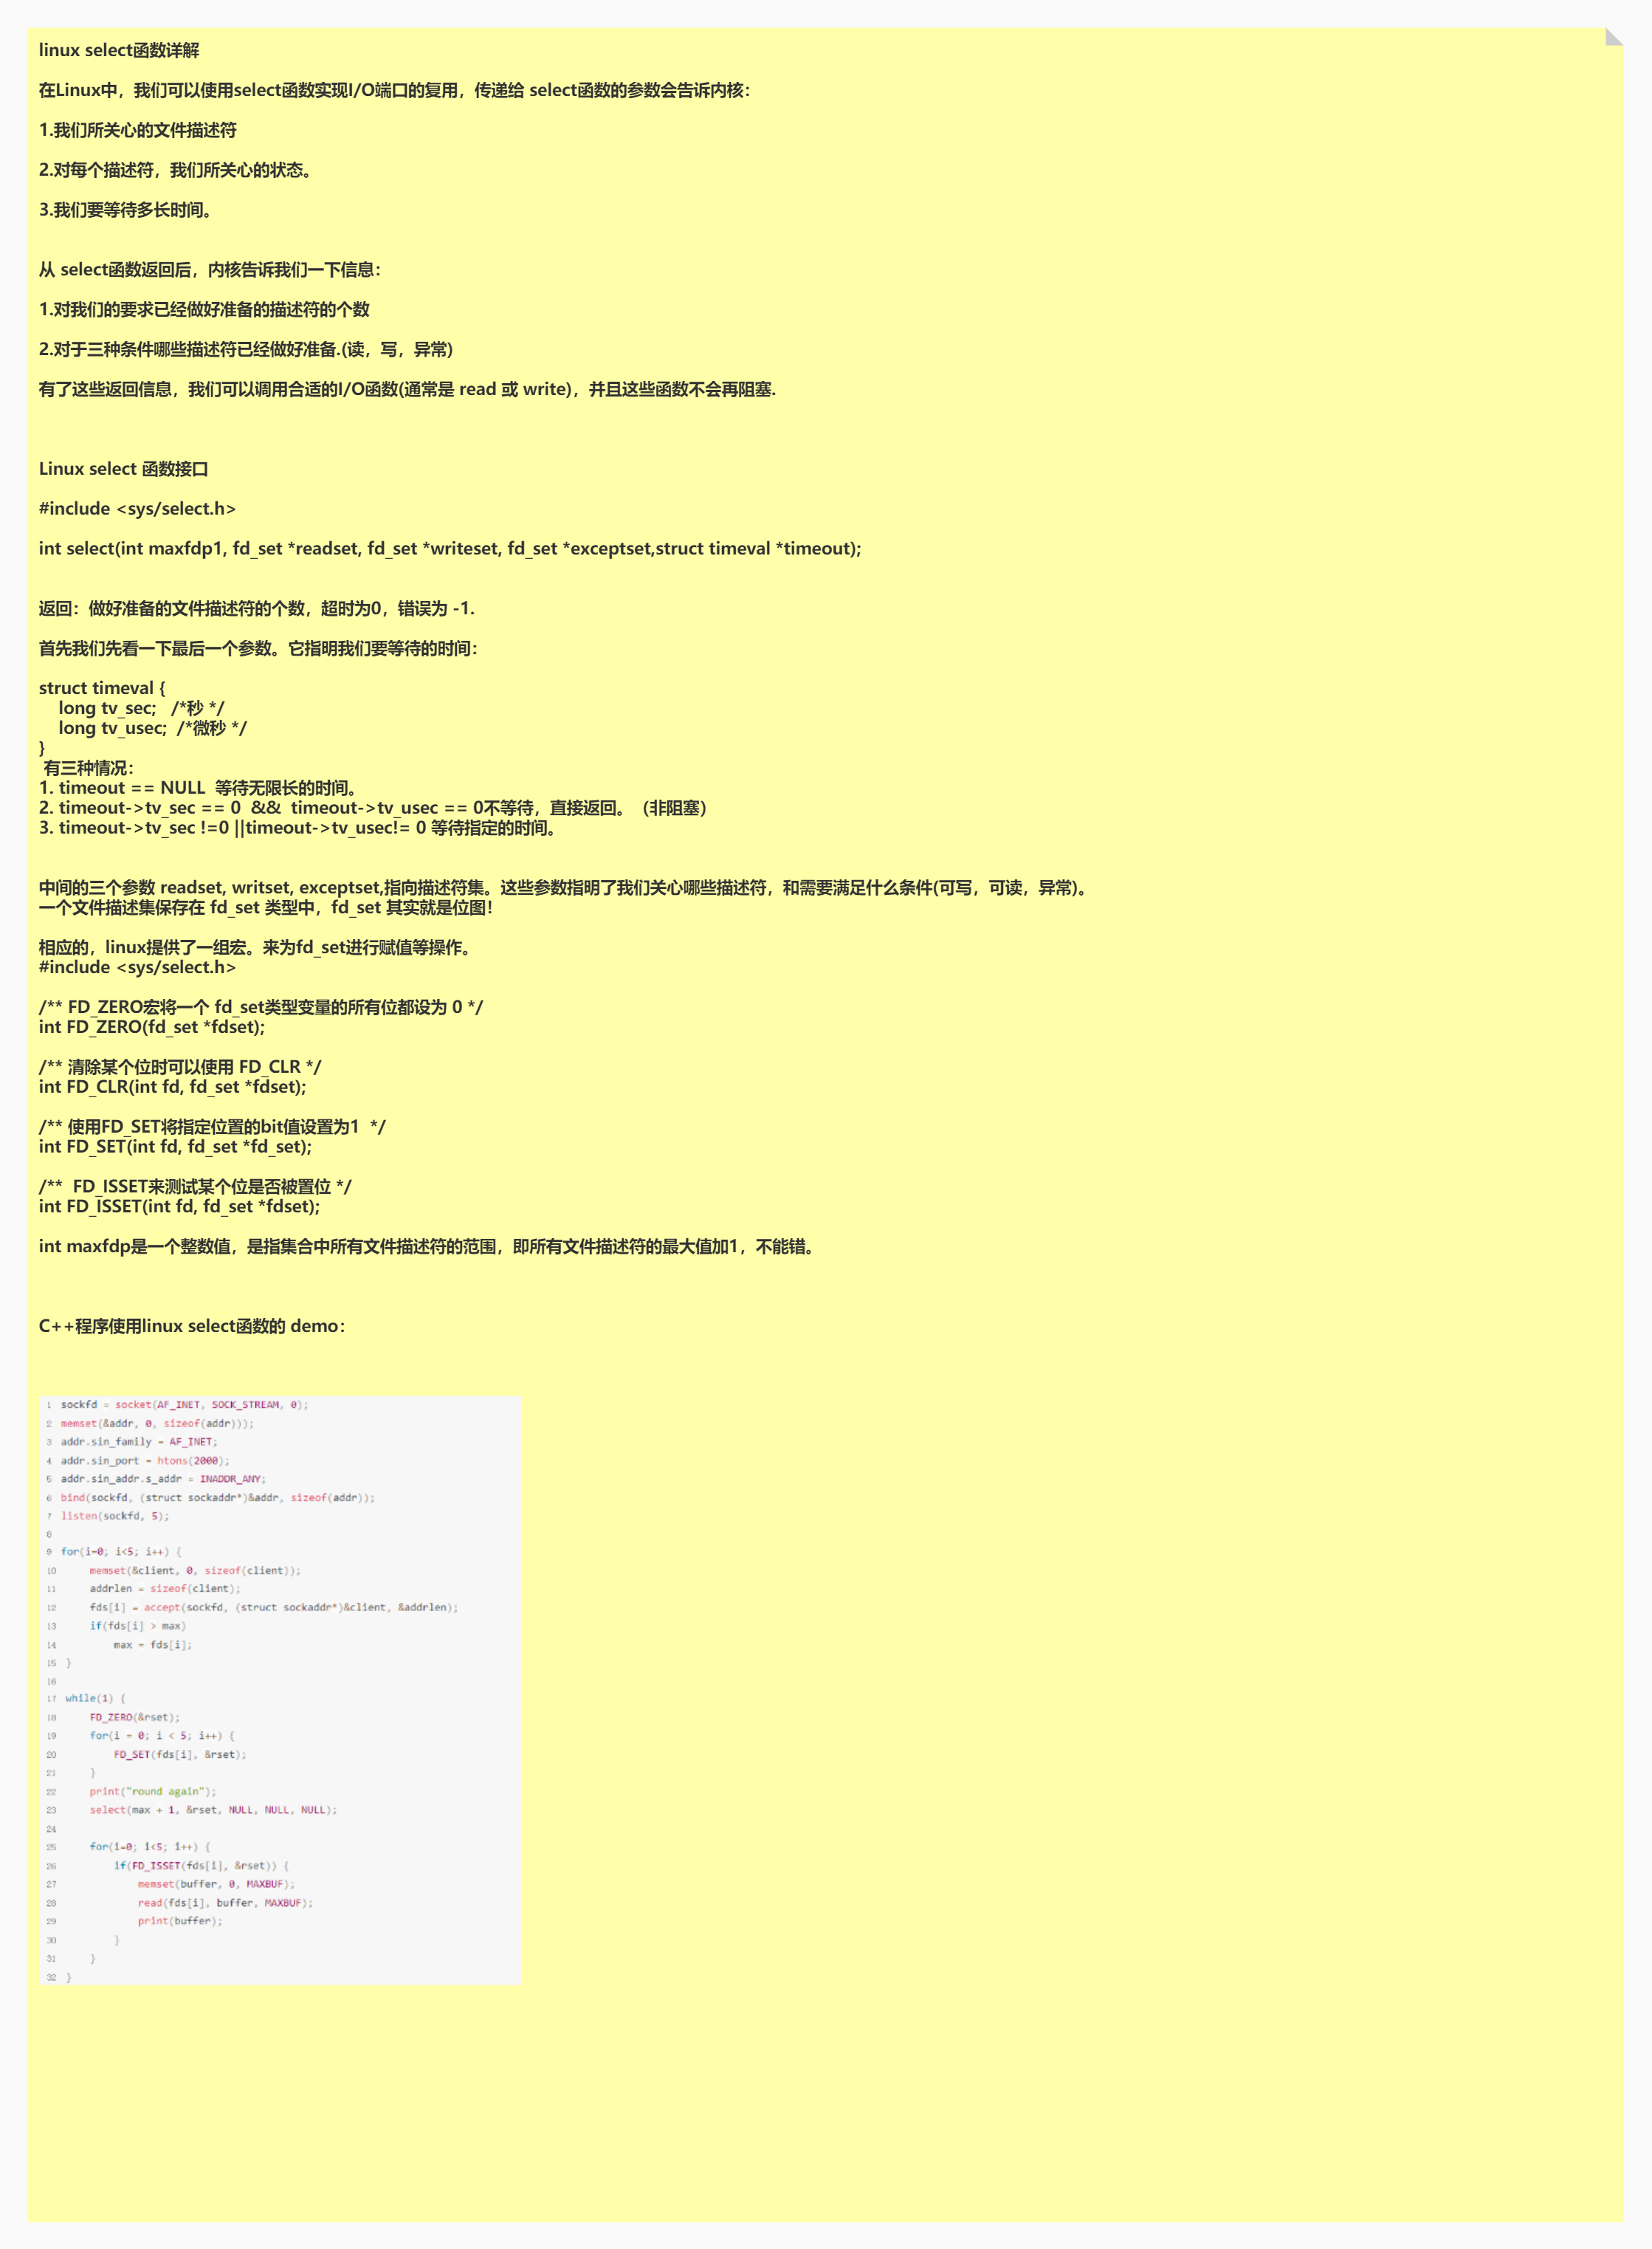 linux select函数详解
在Linux中，我们可以使用select函数实现I/O端口的复用，传递给 select函数的参数会告诉内核：
1.我们所关心的文件描述符
2.对每个描述符，我们所关心的状态。
3.我们要等待多长时间。
从 select函数返回后，内核告诉我们一下信息：
1.对我们的要求已经做好准备的描述符的个数
2.对于三种条件哪些描述符已经做好准备.(读，写，异常)
有了这些返回信息，我们可以调用合适的I/O函数(通常是 read 或 write)，并且这些函数不会再阻塞.
Linux select 函数接口
#include <sys/select.h>
int select(int maxfdp1, fd_set *readset, fd_set *writeset, fd_set *exceptset,struct timeval *timeout);
返回：做好准备的文件描述符的个数，超时为0，错误为 -1.
首先我们先看一下最后一个参数。它指明我们要等待的时间：
struct timeval {
    long tv_sec;   /*秒 */
    long tv_usec;  /*微秒 */
}
 有三种情况：
1. timeout == NULL  等待无限长的时间。
2. timeout->tv_sec == 0  &&  timeout->tv_usec == 0不等待，直接返回。（非阻塞）
3. timeout->tv_sec !=0 ||timeout->tv_usec!= 0 等待指定的时间。
中间的三个参数 readset, writset, exceptset,指向描述符集。这些参数指明了我们关心哪些描述符，和需要满足什么条件(可写，可读，异常)。
一个文件描述集保存在 fd_set 类型中，fd_set 其实就是位图！
相应的，linux提供了一组宏。来为fd_set进行赋值等操作。
#include <sys/select.h>
/** FD_ZERO宏将一个 fd_set类型变量的所有位都设为 0 */
int FD_ZERO(fd_set *fdset);
/** 清除某个位时可以使用 FD_CLR */
int FD_CLR(int fd, fd_set *fdset);
/** 使用FD_SET将指定位置的bit值设置为1  */
int FD_SET(int fd, fd_set *fd_set);
/**  FD_ISSET来测试某个位是否被置位 */
int FD_ISSET(int fd, fd_set *fdset);
int maxfdp是一个整数值，是指集合中所有文件描述符的范围，即所有文件描述符的最大值加1，不能错。
C++程序使用linux select函数的 demo：
1 sockfd = socket(AF_INET, SOCK_STREAM, 0);
2 memset(&addr, 0, sizeof(addr)));
3 addr.sin_family = AF_INET;
4 addr.sin_port = htons(2000);
5 addr.sin_addr.s_addr = INADDR_ANY;
6 bind(sockfd, (struct sockaddr*)&addr, sizeof(addr));
7 listen(sockfd, 5);
8
9 for(i=0; i<5; i++) {
10     memset(&client, 0, sizeof(client));
11     addrlen = sizeof(client);
12     fds[i] = accept(sockfd, (struct sockaddr*)&client, &addrlen);
13     if(fds[i] > max)
14         max = fds[i];
15 }
16
17 while(1) {
18     FD_ZERO(&rset);
19     for(i = 0; i < 5; i++) {
20         FD_SET(fds[i], &rset);
21     }
22     print("round again");
23     select(max + 1, &rset, NULL, NULL, NULL);
24
25     for(i=0; i<5; i++) {
26         if(FD_ISSET(fds[i], &rset)) {
27             memset(buffer, 0, MAXBUF);
28             read(fds[i], buffer, MAXBUF);
29             print(buffer);
30         }
31     }
32 }